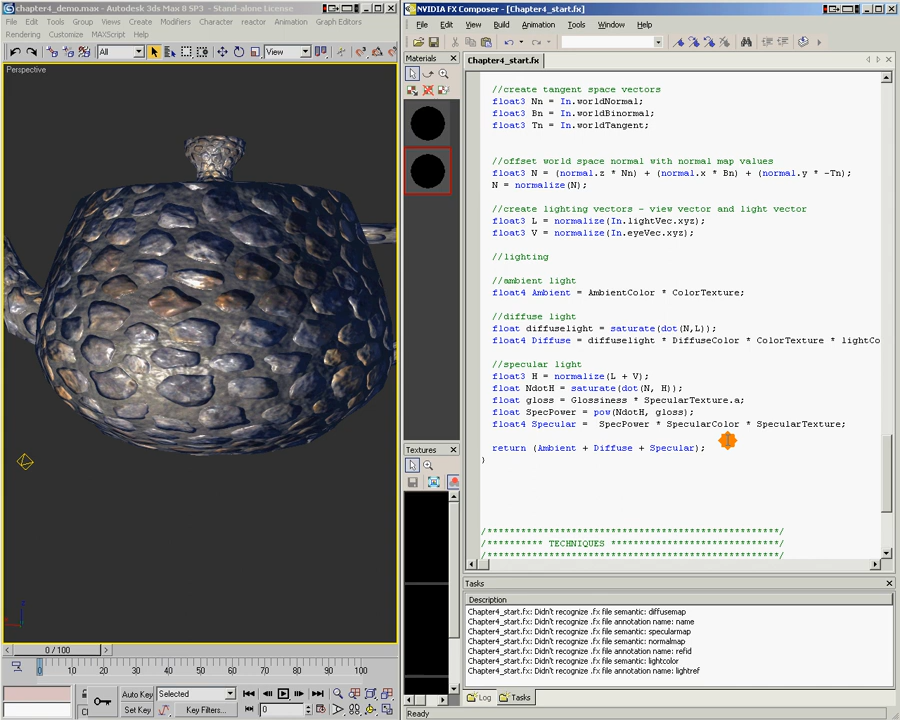 chapter4_demo.max - Autodesk 3ds Max 8 SP3 - Stand-alone License
File Edit Tools Group Views Create Modifiers Character reactor Animation Graph Editors
Rendering Customize MAXScript Help
All
View
Perspective
0 / 100
0 10 20 30 40 50 60 70 80 90 100
Auto Key
Selected
Set Key
Key Filters...
0
NVIDIA FX Composer - [Chapter4_start.fx]
File Edit View Build Animation Tools Window Help
Materials
Textures
Chapter4_start.fx
//create tangent space vectors
float3 Nn = In.worldNormal;
float3 Bn = In.worldBinormal;
float3 Tn = In.worldTangent;
//offset world space normal with normal map values
float3 N = (normal.z * Nn) + (normal.x * Bn) + (normal.y * -Tn);
N = normalize(N);
//create lighting vectors - view vector and light vector
float3 L = normalize(In.lightVec.xyz);
float3 V = normalize(In.eyeVec.xyz);
//lighting
//ambient light
float4 Ambient = AmbientColor * ColorTexture;
//diffuse light
float diffuselight = saturate(dot(N,L));
float4 Diffuse = diffuselight * DiffuseColor * ColorTexture * lightCo
//specular light
float3 H = normalize(L + V);
float NdotH = saturate(dot(N, H));
float gloss = Glossiness * SpecularTexture.a;
float SpecPower = pow(NdotH, gloss);
float4 Specular =  SpecPower * SpecularColor * SpecularTexture;
return (Ambient + Diffuse + Specular);
}
/*************************************************/
/********** TECHNIQUES ****************************/
/*************************************************/
Tasks
Description
Chapter4_start.fx: Didn't recognize .fx file semantic: diffusemap
Chapter4_start.fx: Didn't recognize .fx file annotation name: name
Chapter4_start.fx: Didn't recognize .fx file semantic: specularmap
Chapter4_start.fx: Didn't recognize .fx file semantic: normalmap
Chapter4_start.fx: Didn't recognize .fx file annotation name: refid
Chapter4_start.fx: Didn't recognize .fx file semantic: lightcolor
Chapter4_start.fx: Didn't recognize .fx file annotation name: lightref
Log Tasks
Ready